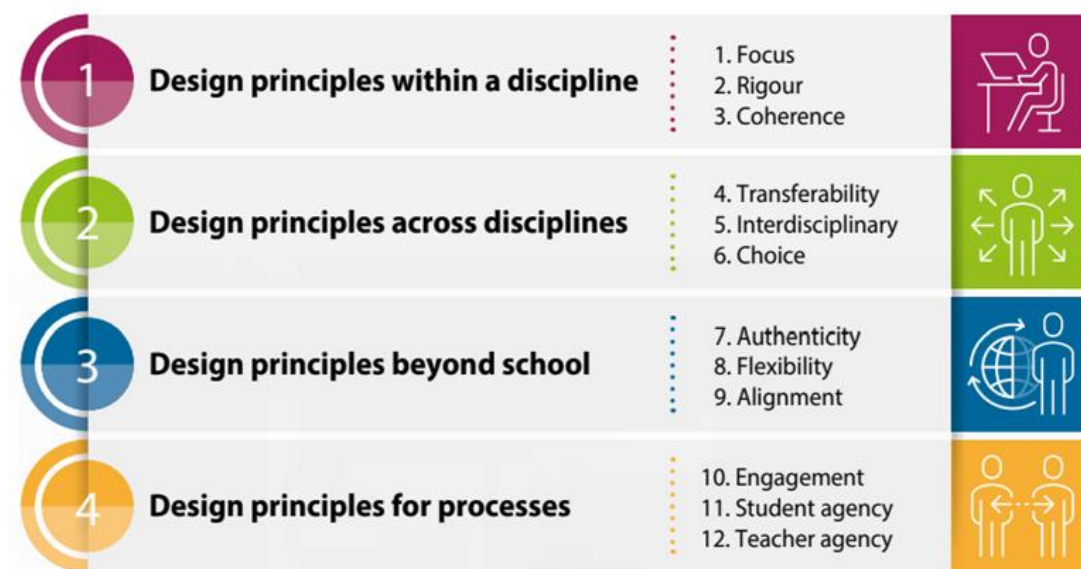 1
Design principles within a discipline
1. Focus
2. Rigour
3. Coherence
2
Design principles across disciplines
4. Transferability
5. Interdisciplinary
6. Choice
3
Design principles beyond school
7. Authenticity
8. Flexibility
9. Alignment
4
Design principles for processes
10. Engagement
11. Student agency
12. Teacher agency